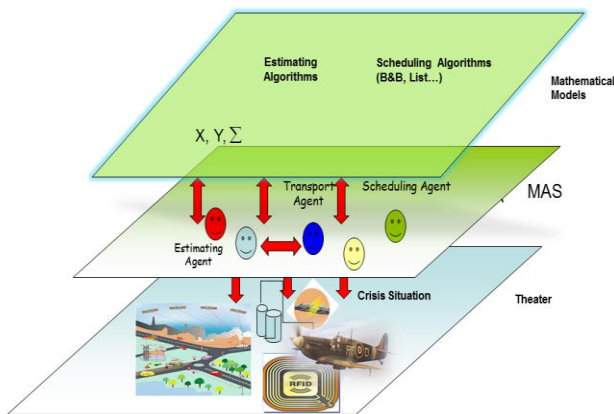 Estimating
Algorithms
Scheduling Algorithms
(B&B, List…)
Mathematical
Models
X, Y, ∑
Transport
Agent
Scheduling Agent
MAS
Estimating
Agent
Crisis Situation
Theater
RFID